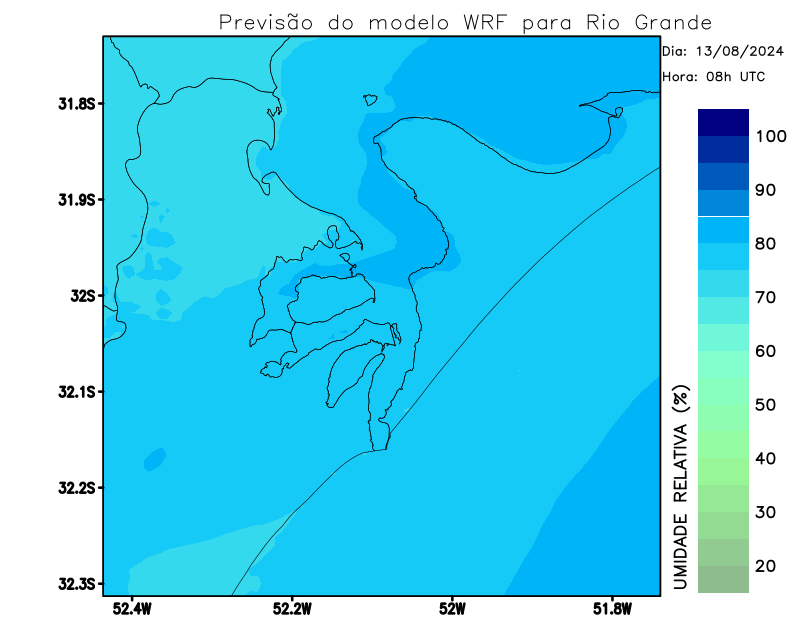 Previsão do modelo WRF para Rio Grande
Dia: 13/08/2024
Hora: 08h UTC
31.8S
31.9S
32S
32.1S
32.2S
32.3S
52.4W
52.2W
52W
51.8W
100
90
80
70
60
50
40
30
20
UMIDADE RELATIVA (%)